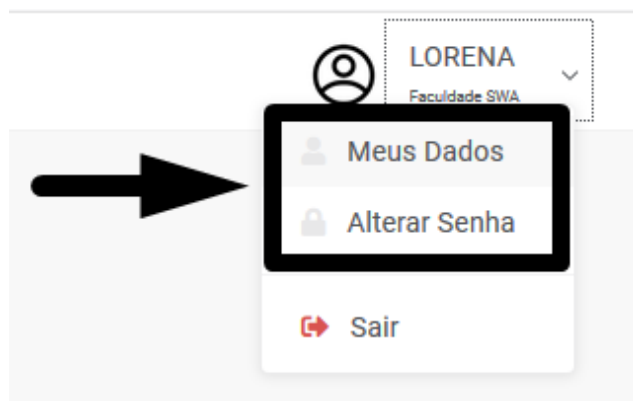 LORENA
Faculdade SWA
Meus Dados
Alterar Senha
Sair